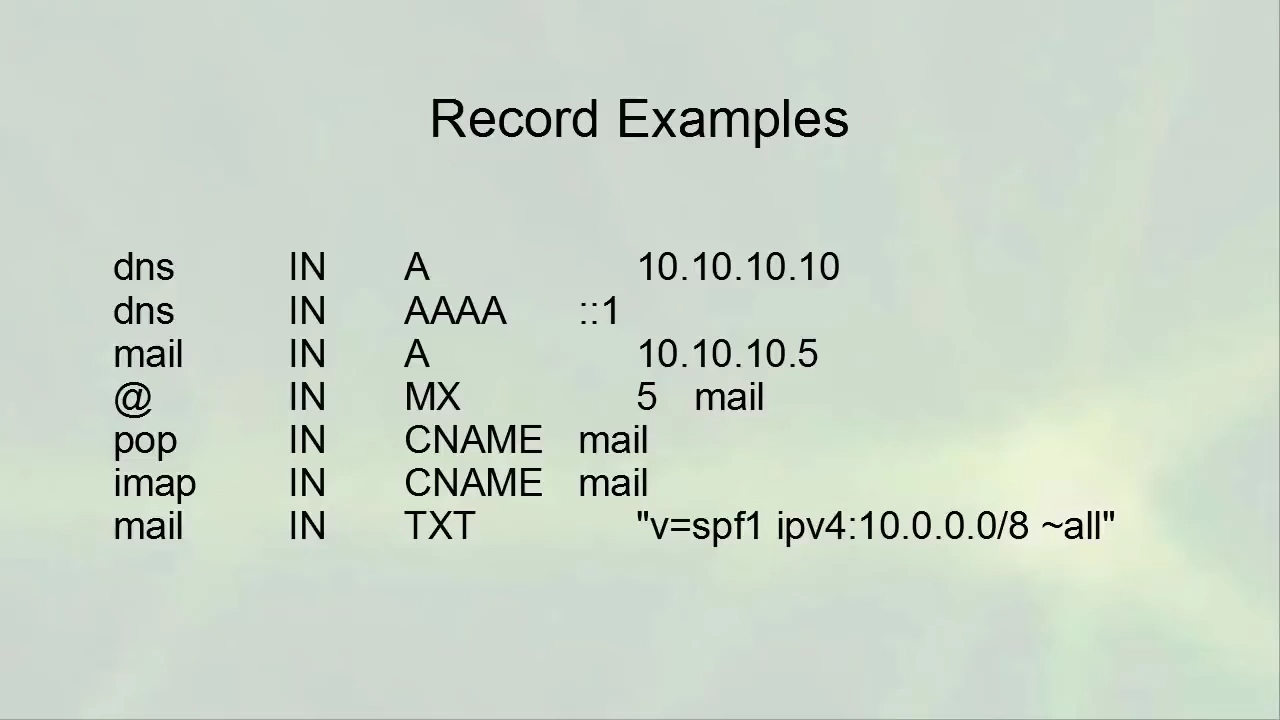 Record Examples
dns IN A 10.10.10.10
dns IN AAAA ::1
mail IN A 10.10.10.5
@ IN MX 5 mail
pop IN CNAME mail
imap IN CNAME mail
mail IN TXT "v=spf1 ipv4:10.0.0.0/8 ~all"